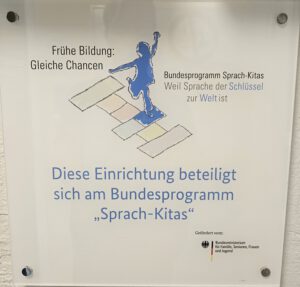 Frühe Bildung:
Gleiche Chancen
Bundesprogramm Sprach-Kitas
Weil Sprache der Schlüssel
zur Welt ist
Diese Einrichtung beteiligt
sich am Bundesprogramm
„Sprach-Kitas“
Gefördert vom:
Bundesministerium
für Familie, Senioren, Frauen
und Jugend